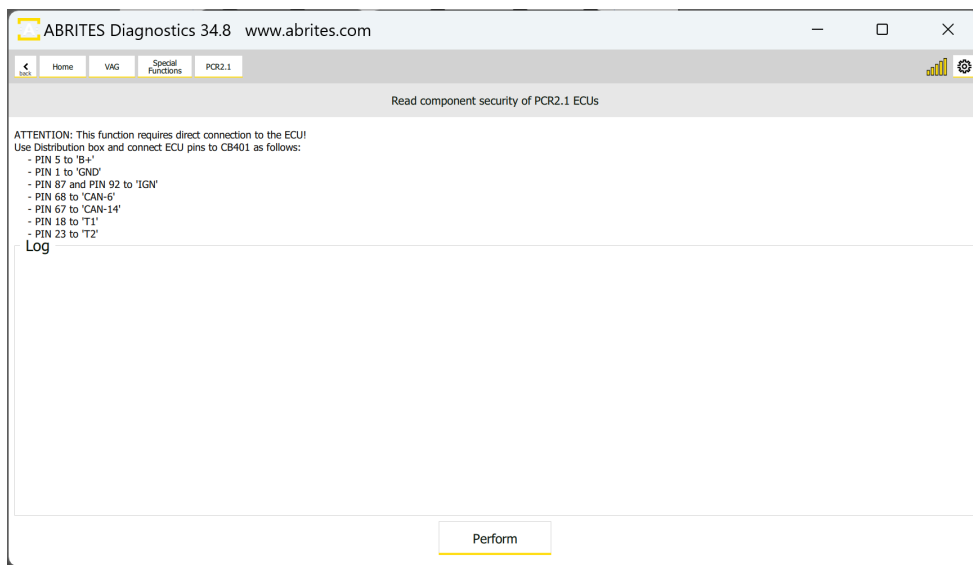 ABRITES Diagnostics 34.8 www.abrites.com
back
Home
VAG
Special
Functions
PCR2.1
Read component security of PCR2.1 ECUs
ATTENTION: This function requires direct connection to the ECU!
Use Distribution box and connect ECU pins to CB401 as follows:
- PIN 5 to 'B+'
- PIN 1 to 'GND'
- PIN 87 and PIN 92 to 'IGN'
- PIN 68 to 'CAN-6'
- PIN 67 to 'CAN-14'
- PIN 18 to 'T1'
- PIN 23 to 'T2'
Log
Perform